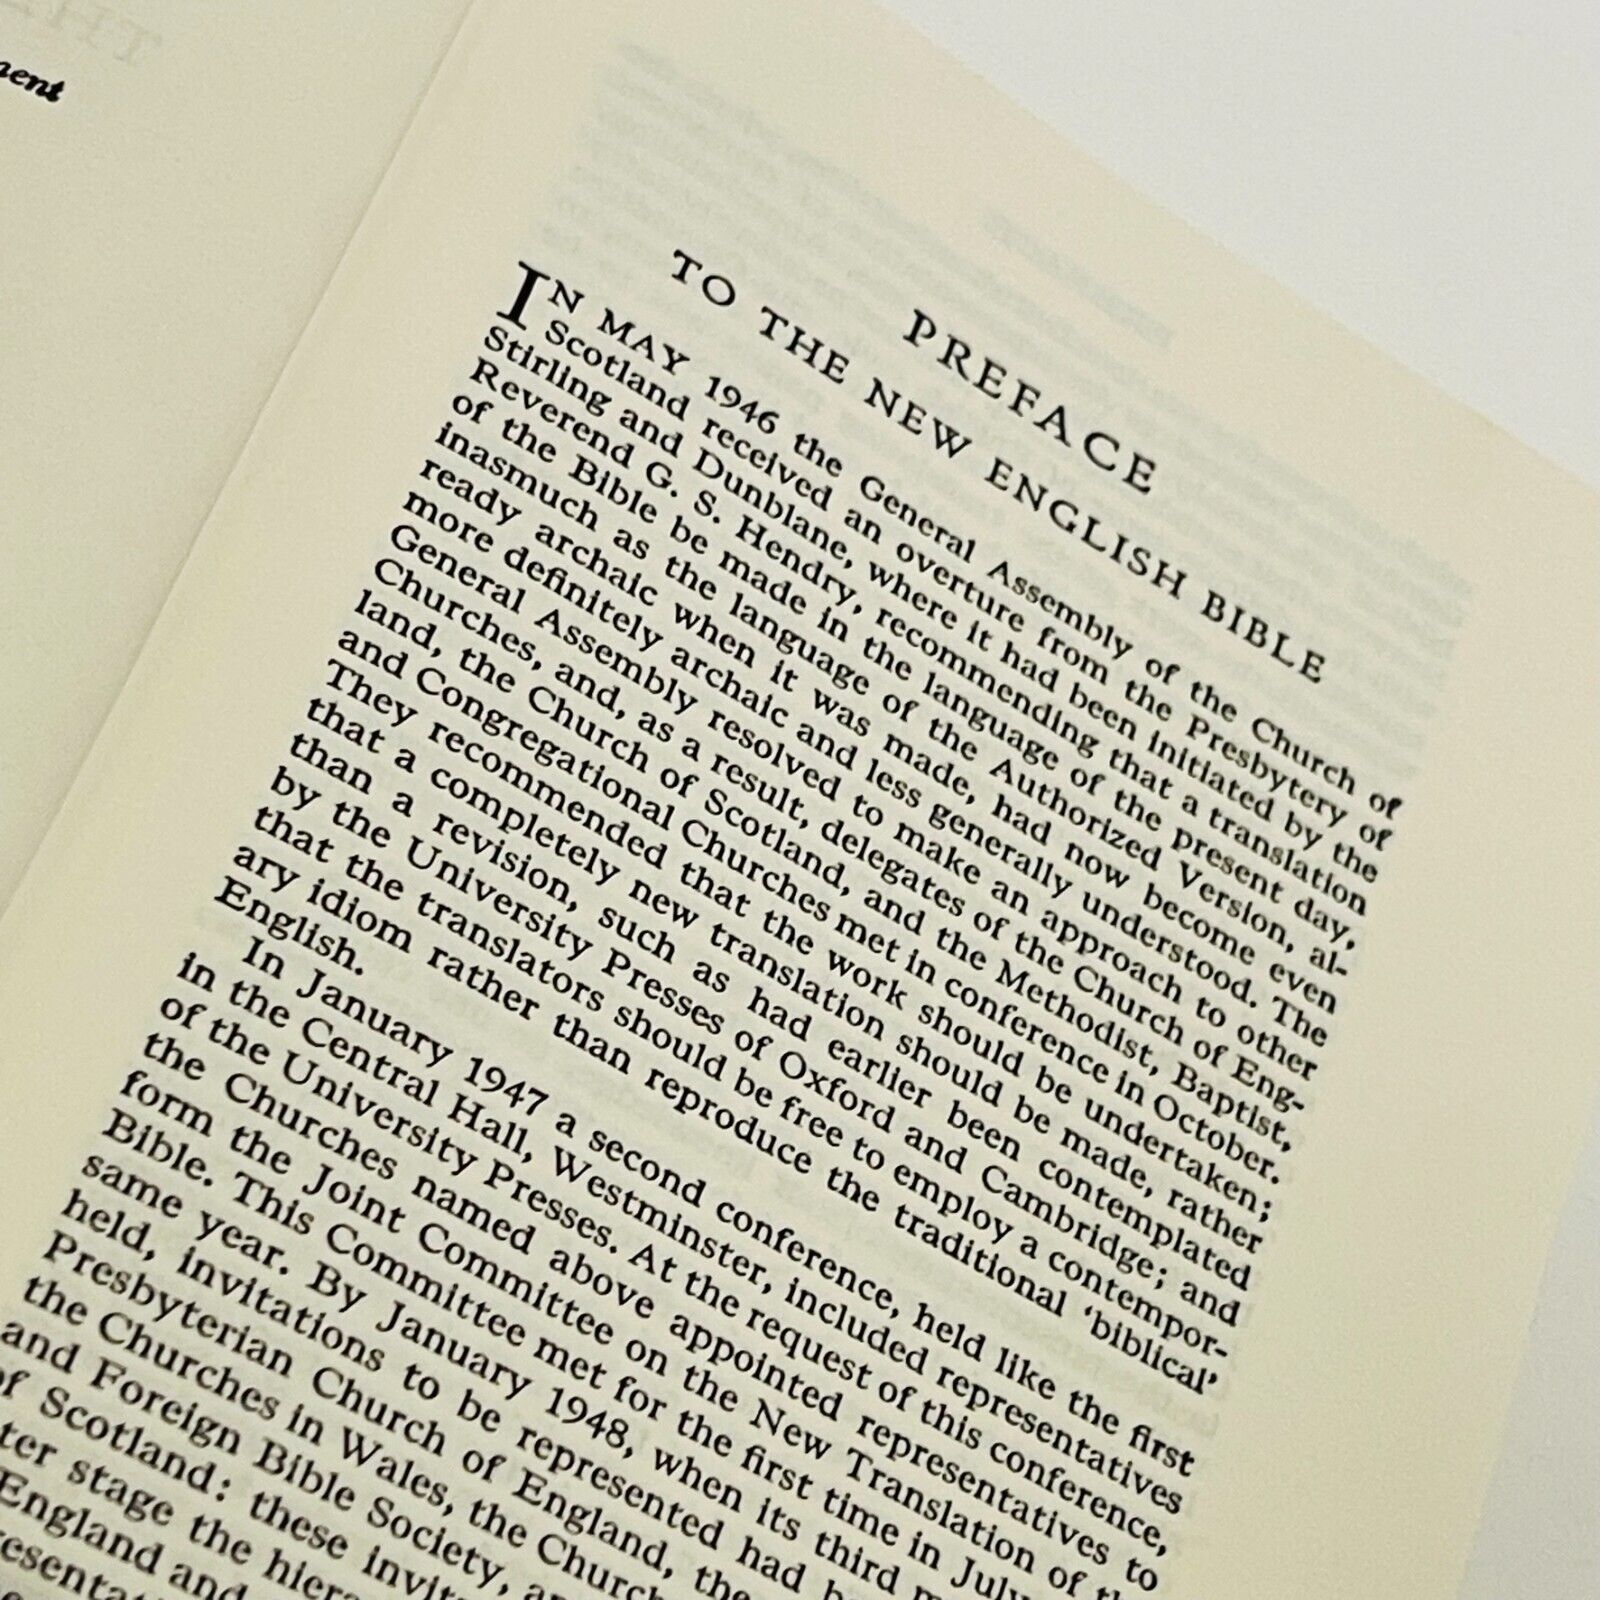 ment
PREFACE
TO THE NEW ENGLISH BIBLE
IN MAY 1946 the General Assembly of the Church of
Scotland received an overture from the Presbytery of
Stirling and Dunblane, where it had been initiated by the
Reverend G. S. Hendry, recommending that a translation
of the Bible be made in the language of the present day,
inasmuch as the language of the Authorized Version, al-
ready archaic when it was made, had now become even
more definitely archaic and less generally understood. The
General Assembly resolved to make an approach to other
Churches, and, as a result, delegates of the Church of Eng-
land, the Church of Scotland, and the Methodist, Baptist,
and Congregational Churches met in conference in October.
They recommended that the work should be undertaken;
that a completely new translation should be made, rather
than a revision, such as had earlier been contemplated
by the University Presses of Oxford and Cambridge; and
that the translators should be free to employ a contempor-
ary idiom rather than reproduce the traditional ‘biblical’
English.
In January 1947 a second conference, held like the first
in the Central Hall, Westminster, included representatives
of the University Presses. At the request of this conference,
the Churches named above appointed representatives to
form the Joint Committee on the New Translation of
Bible. This Committee met for the first time in July
same year. By January 1948, when its third
held, invitations to be represented had
Presbyterian Church of England, the
the Churches in Wales, the Church
and Foreign Bible Society,
of Scotland: these
stage the
England and